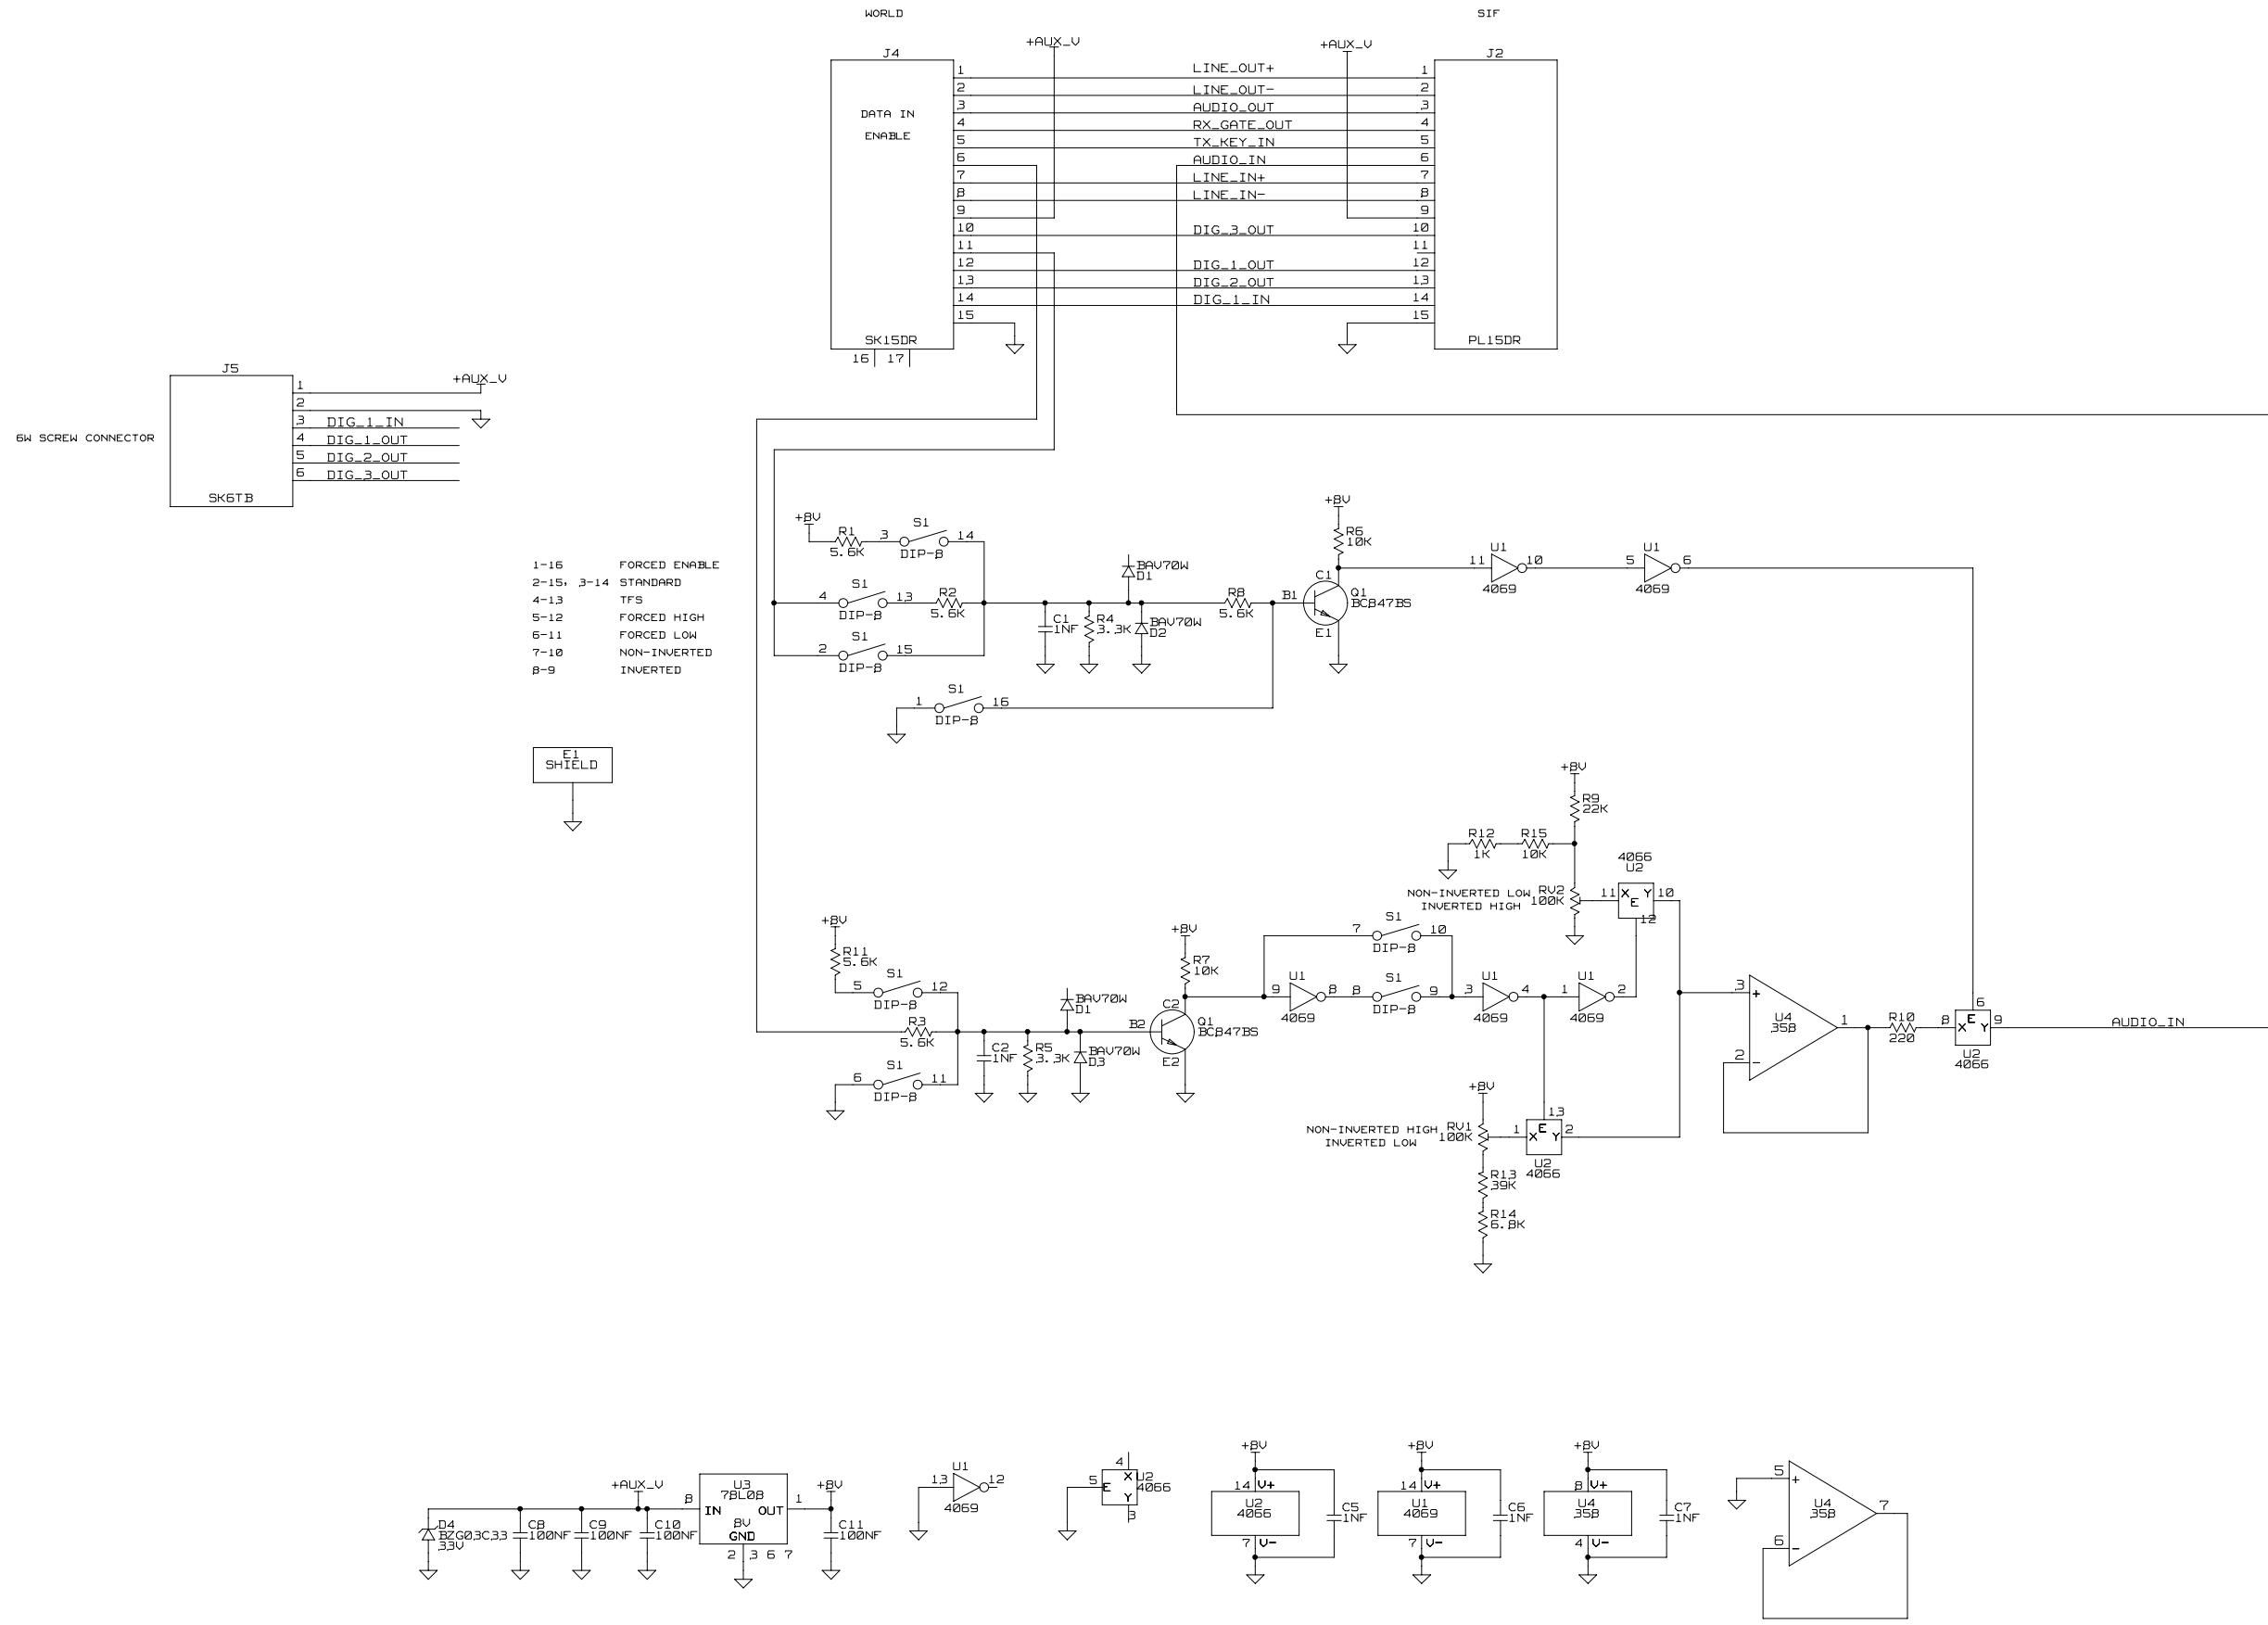 WORLD
SIF
J4
+AUX_V
+AUX_V
J2
DATA IN
ENABLE
1 LINE_OUT+ 1
2 LINE_OUT- 2
3 AUDIO_OUT 3
4 RX_GATE_OUT 4
5 TX_KEY_IN 5
6 AUDIO_IN 6
7 LINE_IN+ 7
8 LINE_IN- 8
9 9
10 DIG_3_OUT 10
11 11
12 DIG_1_OUT 12
13 DIG_2_OUT 13
14 DIG_1_IN 14
15 15
SK15DR
PL15DR
16 17
J5
+AUX_V
1
2
3 DIG_1_IN
4 DIG_1_OUT
5 DIG_2_OUT
6 DIG_3_OUT
6W SCREW CONNECTOR
SK6TB
1-16 FORCED ENABLE
2-15, 3-14 STANDARD
4-13 TFS
5-12 FORCED HIGH
6-11 FORCED LOW
7-10 NON-INVERTED
8-9 INVERTED
E1
SHIELD
+8V
R1
5.6K
3 S1 14
DIP-8
4 S1 13
DIP-8
R2
5.6K
2 S1 15
DIP-8
1 S1 16
DIP-8
C1
1NF
R4
3.3K
BAV70W
D1
BAV70W
D2
R8
5.6K
+8V
R6
10K
C1
B1
Q1
BC847BS
E1
11 U1 10
4069
5 U1 6
4069
+8V
R9
22K
R12
1K
R15
10K
NON-INVERTED LOW
INVERTED HIGH
RV2
100K
4066
U2
11 X Y 10
E
12
+8V
R11
5.6K
5 S1 12
DIP-8
R3
5.6K
6 S1 11
DIP-8
C2
1NF
R5
3.3K
BAV70W
D1
BAV70W
D3
+8V
R7
10K
C2
B2
Q1
BC847BS
E2
7 S1 10
DIP-8
9 U1 8
4069
8 S1 9
DIP-8
3 U1 4
4069
1 U1 2
4069
+8V
NON-INVERTED HIGH
INVERTED LOW
RV1
100K
13
1 X E Y 2
U2
4066
R13
39K
R14
6.8K
3 +
U4
358
1
2 -
R10
220
6
8 X E Y 9
U2
4066
AUDIO_IN
D4
BZG03C33
33V
C8
100NF
C9
100NF
+AUX_V
C10
100NF
8
U3
78L08
IN OUT
8V
GND
1
2 3 6 7
+8V
C11
100NF
13 U1 12
4069
4
5 E X Y
U2
4066
3
+8V
14 V+
U2
4066
7 V-
C5
1NF
+8V
14 V+
U1
4069
7 V-
C6
1NF
+8V
8 V+
U4
358
4 V-
C7
1NF
5 +
U4
358
7
6 -